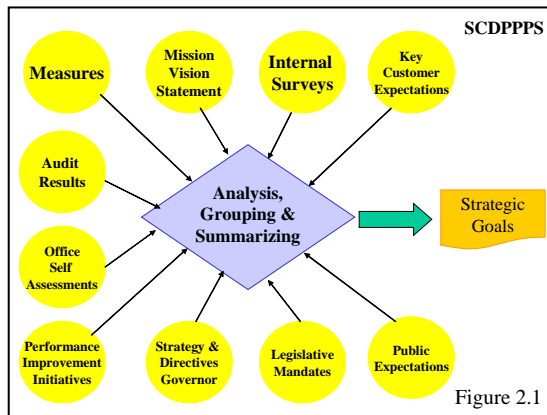 SCDPPPS
Measures
Mission
Vision
Statement
Internal
Surveys
Key
Customer
Expectations
Audit
Results
Analysis,
Grouping &
Summarizing
Strategic
Goals
Office
Self
Assessments
Performance
Improvement
Initiatives
Strategy &
Directives
Governor
Legislative
Mandates
Public
Expectations
Figure 2.1